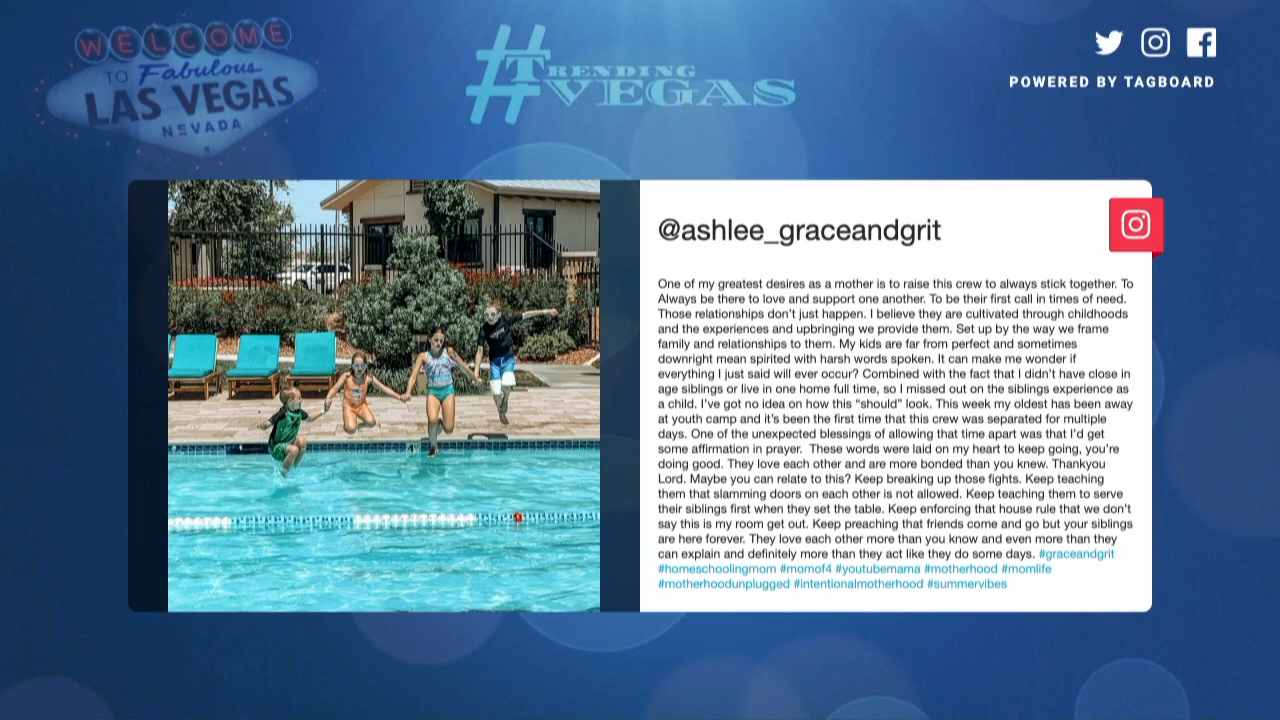 WELCOME
TO Fabulous
LAS VEGAS
NEVADA
#TRENDING
VEGAS
POWERED BY TAGBOARD
@ashlee_graceandgrit
One of my greatest desires as a mother is to raise this crew to always stick together. To
Always be there to love and support one another. To be their first call in times of need.
Those relationships don’t just happen. I believe they are cultivated through childhoods
and the experiences and upbringing we provide them. Set up by the way we frame
family and relationships to them. My kids are far from perfect and sometimes
downright mean spirited with harsh words spoken. It can make me wonder if
everything I just said will ever occur? Combined with the fact that I didn’t have close in
age siblings or live in one home full time, so I missed out on the siblings experience as
a child. I’ve got no idea on how this “should” look. This week my oldest has been away
at youth camp and it’s been the first time that this crew was separated for multiple
days. One of the unexpected blessings of allowing that time apart was that I’d get
some affirmation in prayer.  These words were laid on my heart to keep going, you’re
doing good. They love each other and are more bonded than you knew. Thankyou
Lord. Maybe you can relate to this? Keep breaking up those fights. Keep teaching
them that slamming doors on each other is not allowed. Keep teaching them to serve
their siblings first when they set the table. Keep enforcing that house rule that we don’t
say this is my room get out. Keep preaching that friends come and go but your siblings
are here forever. They love each other more than you know and even more than they
can explain and definitely more than they act like they do some days. #graceandgrit
#homeschoolingmom #momof4 #youtubemama #motherhood #momlife
#motherhoodunplugged #intentionalmotherhood #summervibes